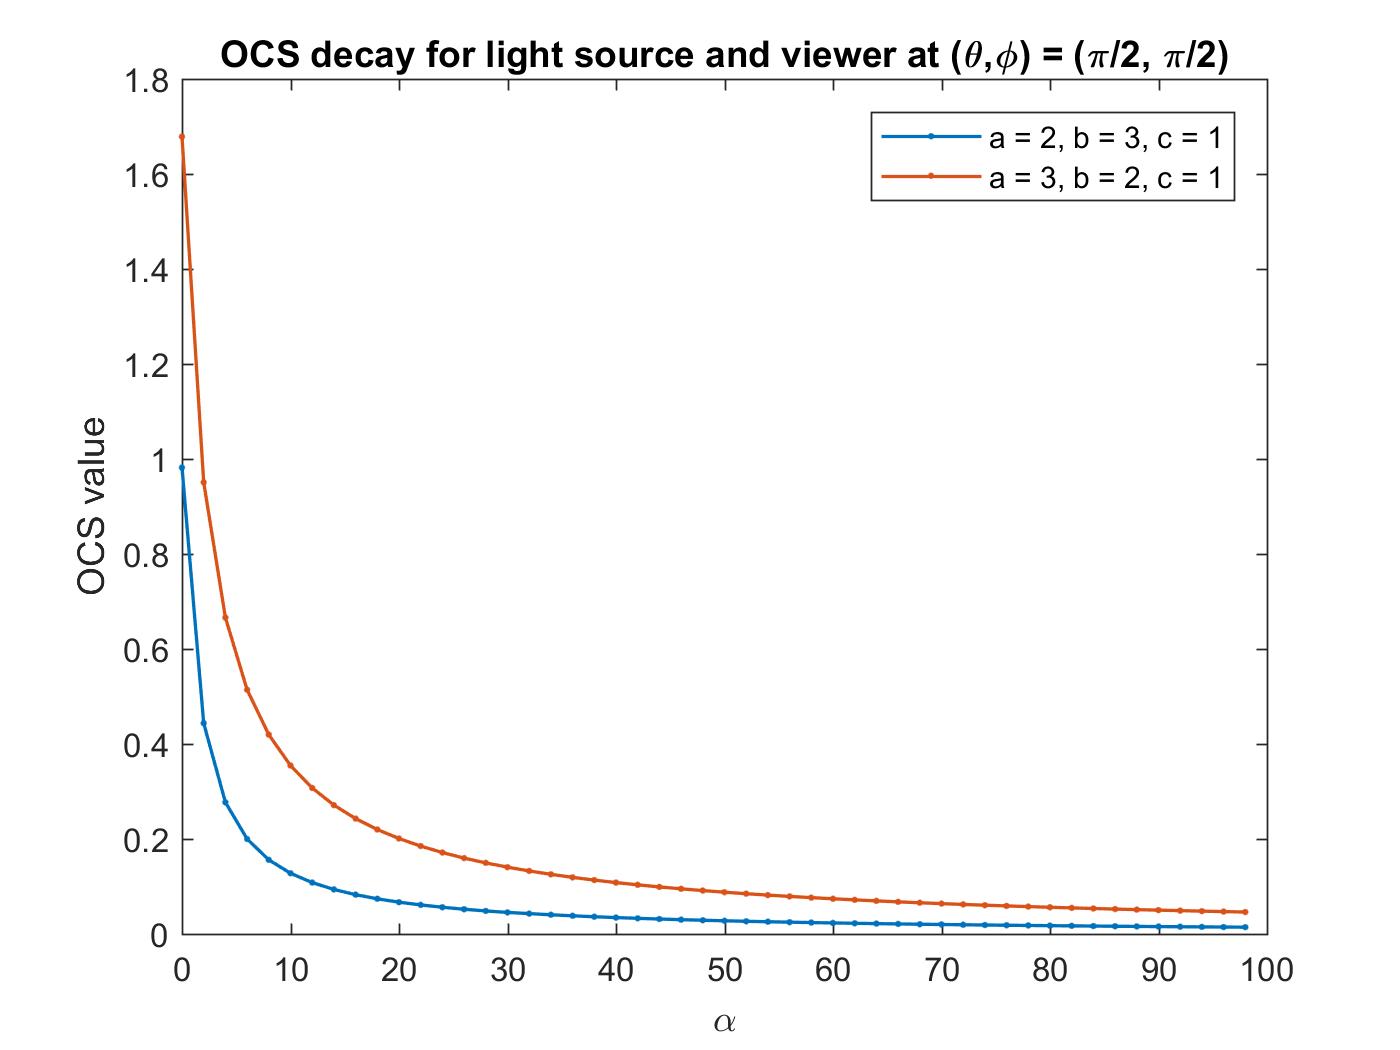 OCS decay for light source and viewer at (θ,ϕ) = (π/2, π/2)
1.8
1.6
1.4
1.2
1
0.8
0.6
0.4
0.2
0
OCS value
a = 2, b = 3, c = 1
a = 3, b = 2, c = 1
0 10 20 30 40 50 60 70 80 90 100
α